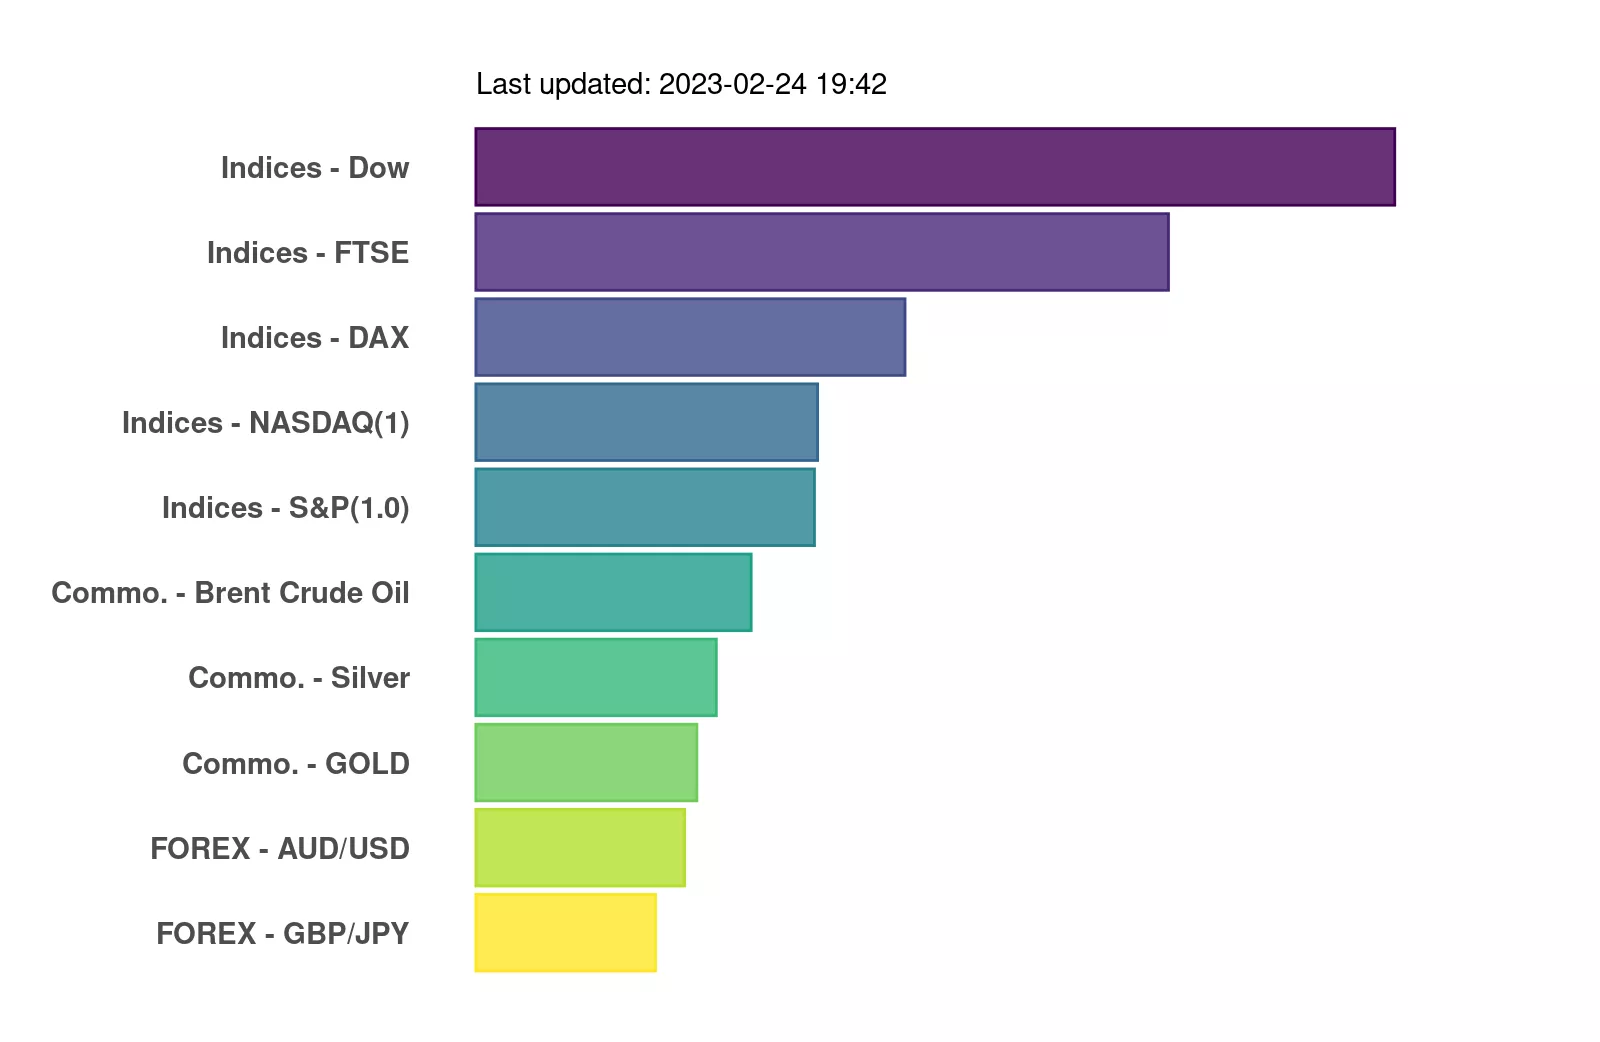 Last updated: 2023-02-24 19:42
Indices - Dow
Indices - FTSE
Indices - DAX
Indices - NASDAQ(1)
Indices - S&P(1.0)
Commo. - Brent Crude Oil
Commo. - Silver
Commo. - GOLD
FOREX - AUD/USD
FOREX - GBP/JPY